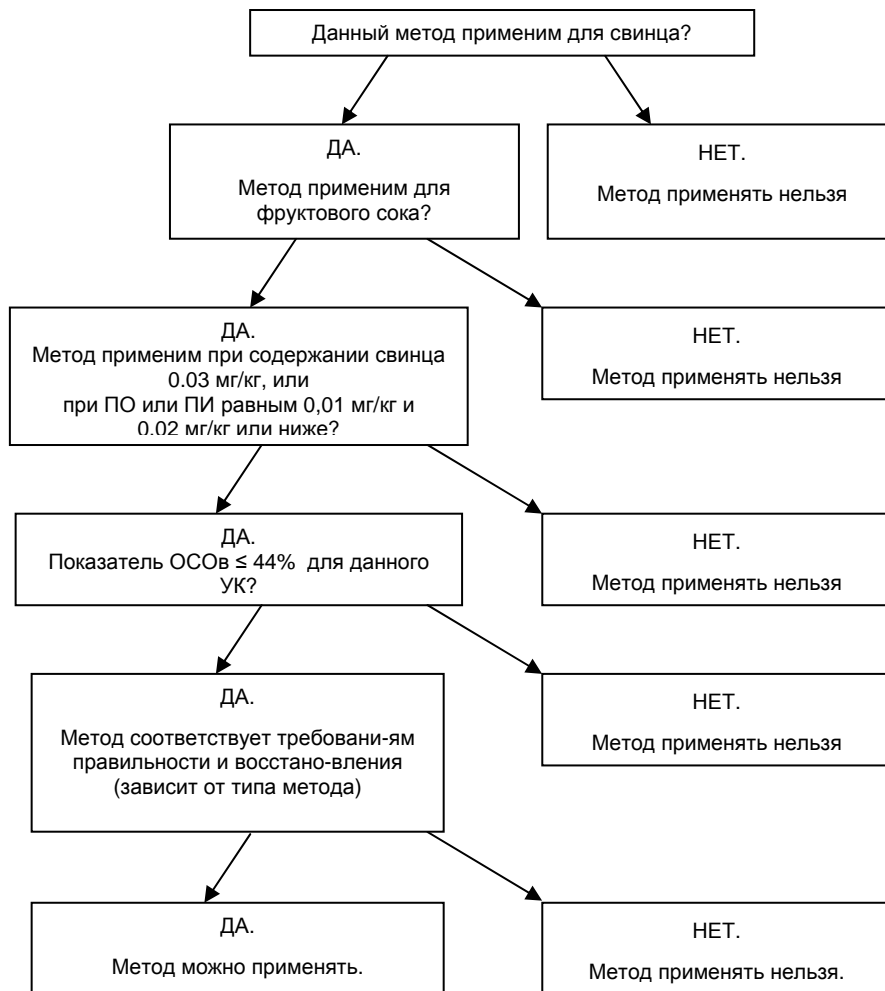 Данный метод применим для свинца?
ДА.
Метод применим для
фруктового сока?
НЕТ.
Метод применять нельзя
ДА.
Метод применим при содержании свинца
0.03 мг/кг, или
при ПО или ПИ равным 0,01 мг/кг и
0.02 мг/кг или ниже?
НЕТ.
Метод применять нельзя
ДА.
Показатель ОСОв ≤ 44% для данного
УК?
НЕТ.
Метод применять нельзя
ДА.
Метод соответствует требовани-ям
правильности и восстано-вления
(зависит от типа метода)
НЕТ.
Метод применять нельзя
ДА.
Метод можно применять.
НЕТ.
Метод применять нельзя.